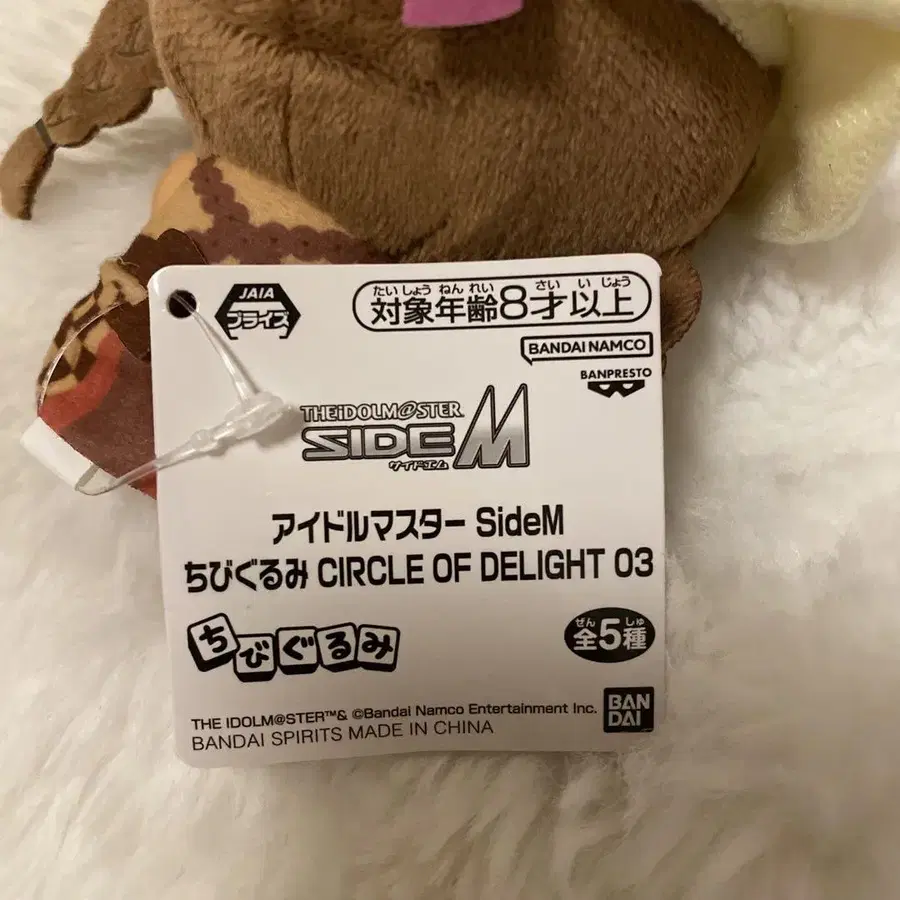 JAIA
プライズ
たいしょうねんれい さいいじょう
対象年齢8才以上
BANDAI NAMCO
BANPRESTO
THE iDOLM@STER
SIDE M
サイドエム
アイドルマスター SideM
ちびぐるみ CIRCLE OF DELIGHT 03
ちびぐるみ
ぜん しゅ
全5種
THE IDOLM@STER™& ©Bandai Namco Entertainment Inc.
BANDAI SPIRITS MADE IN CHINA
BAN
DAI